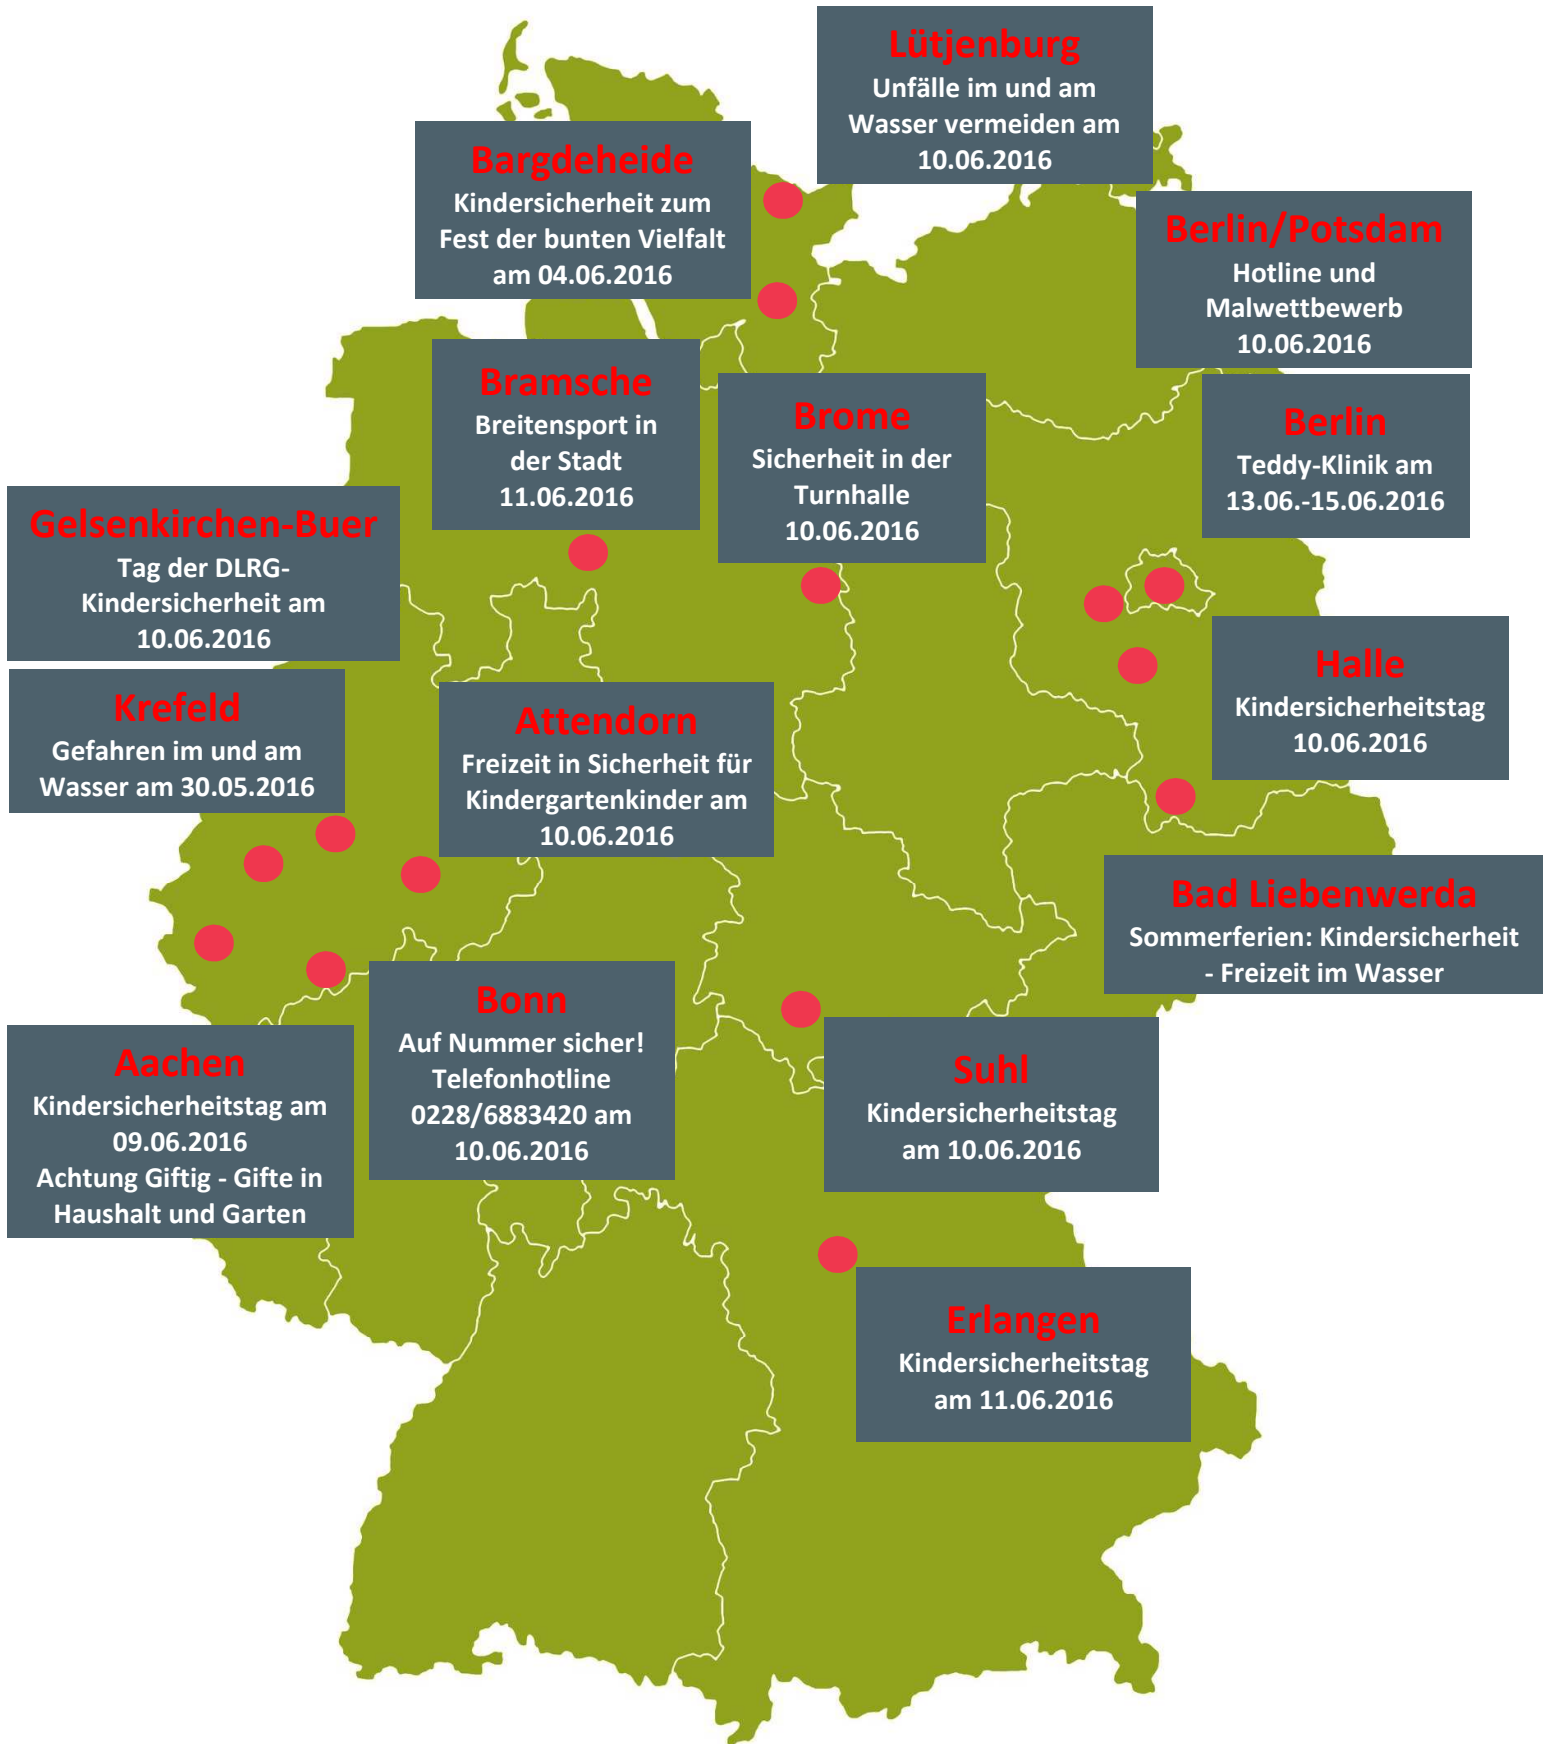 Lütjenburg
Unfälle im und am
Wasser vermeiden am
10.06.2016
Bargdeheide
Kindersicherheit zum
Fest der bunten Vielfalt
am 04.06.2016
Berlin/Potsdam
Hotline und
Malwettbewerb
10.06.2016
Bramsche
Breitensport in
der Stadt
11.06.2016
Brome
Sicherheit in der
Turnhalle
10.06.2016
Berlin
Teddy-Klinik am
13.06.-15.06.2016
Gelsenkirchen-Buer
Tag der DLRG-
Kindersicherheit am
10.06.2016
Halle
Kindersicherheitstag
10.06.2016
Krefeld
Gefahren im und am
Wasser am 30.05.2016
Attendorn
Freizeit in Sicherheit für
Kindergartenkinder am
10.06.2016
Bad Liebenwerda
Sommerferien: Kindersicherheit
- Freizeit im Wasser
Bonn
Auf Nummer sicher!
Telefonhotline
0228/6883420 am
10.06.2016
Aachen
Kindersicherheitstag am
09.06.2016
Achtung Giftig - Gifte in
Haushalt und Garten
Suhl
Kindersicherheitstag
am 10.06.2016
Erlangen
Kindersicherheitstag
am 11.06.2016